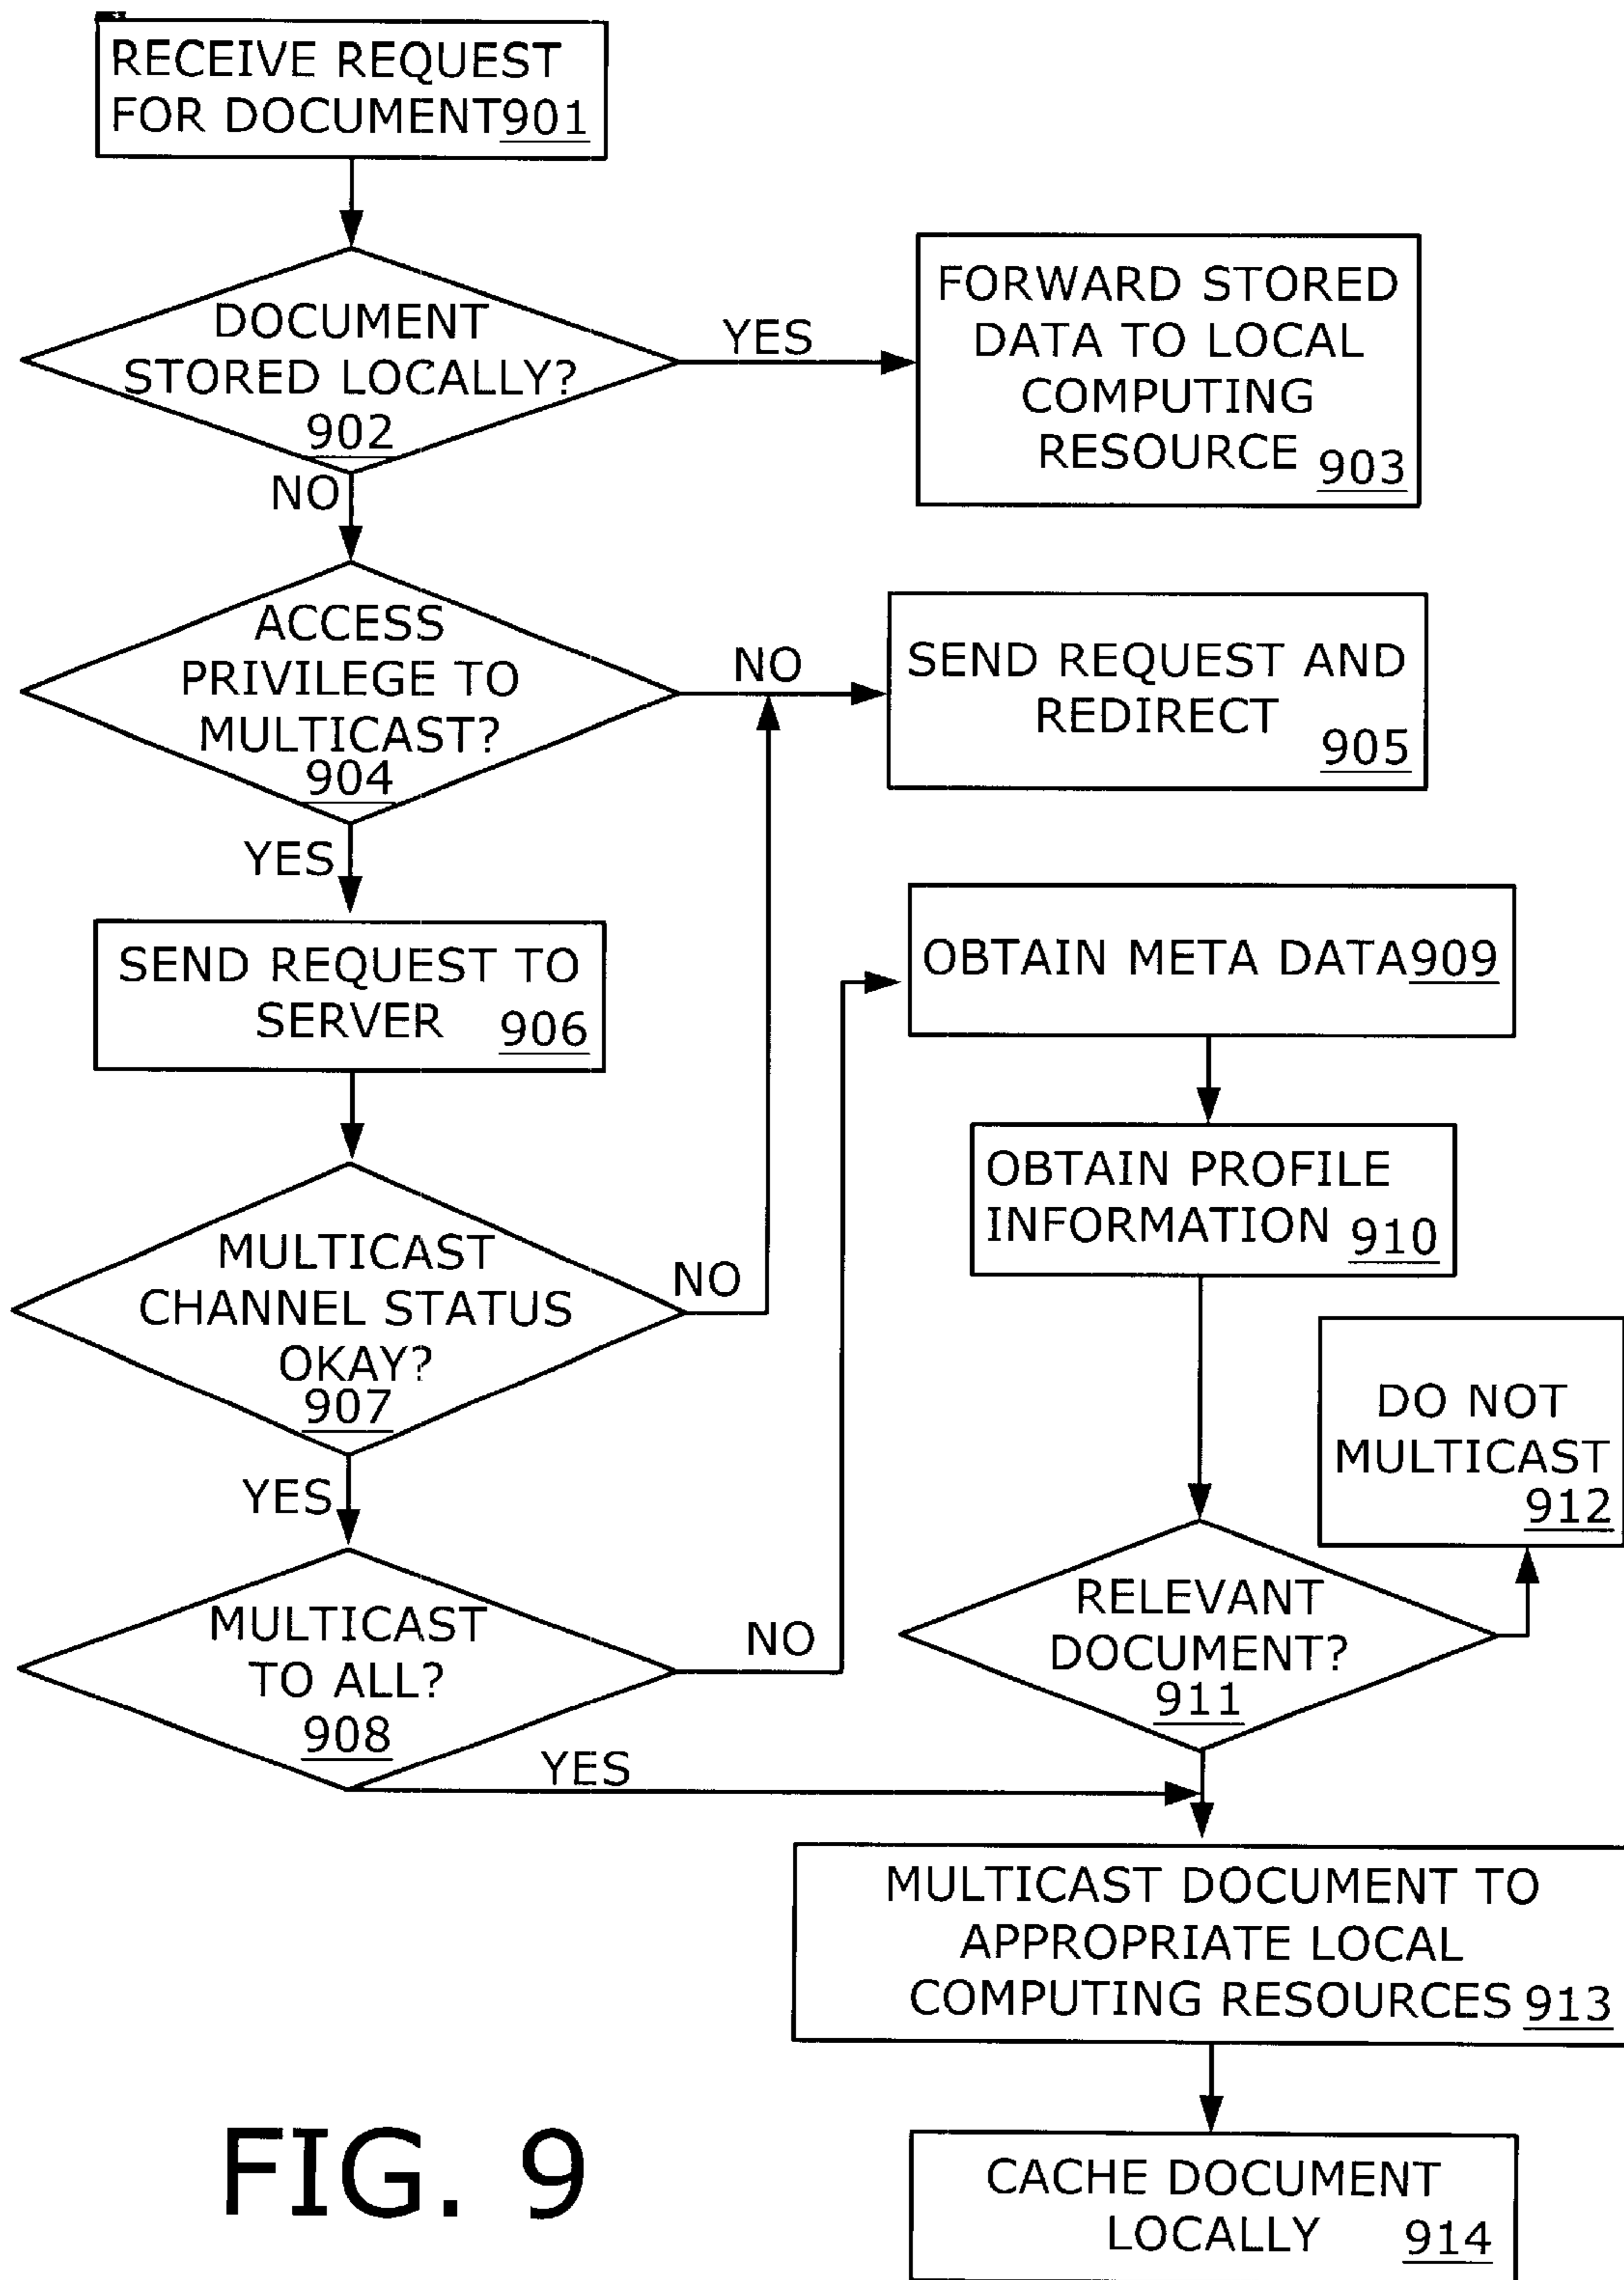 RECEIVE REQUEST
FOR DOCUMENT901
DOCUMENT
STORED LOCALLY?
902
YES
FORWARD STORED
DATA TO LOCAL
COMPUTING
RESOURCE 903
NO
ACCESS
PRIVILEGE TO
MULTICAST?
904
NO
SEND REQUEST AND
REDIRECT
905
YES
SEND REQUEST TO
SERVER 906
OBTAIN META DATA909
OBTAIN PROFILE
INFORMATION 910
MULTICAST
CHANNEL STATUS
OKAY?
907
NO
YES
DO NOT
MULTICAST
912
MULTICAST
TO ALL?
908
NO
RELEVANT
DOCUMENT?
911
YES
MULTICAST DOCUMENT TO
APPROPRIATE LOCAL
COMPUTING RESOURCES 913
CACHE DOCUMENT
LOCALLY 914
FIG. 9